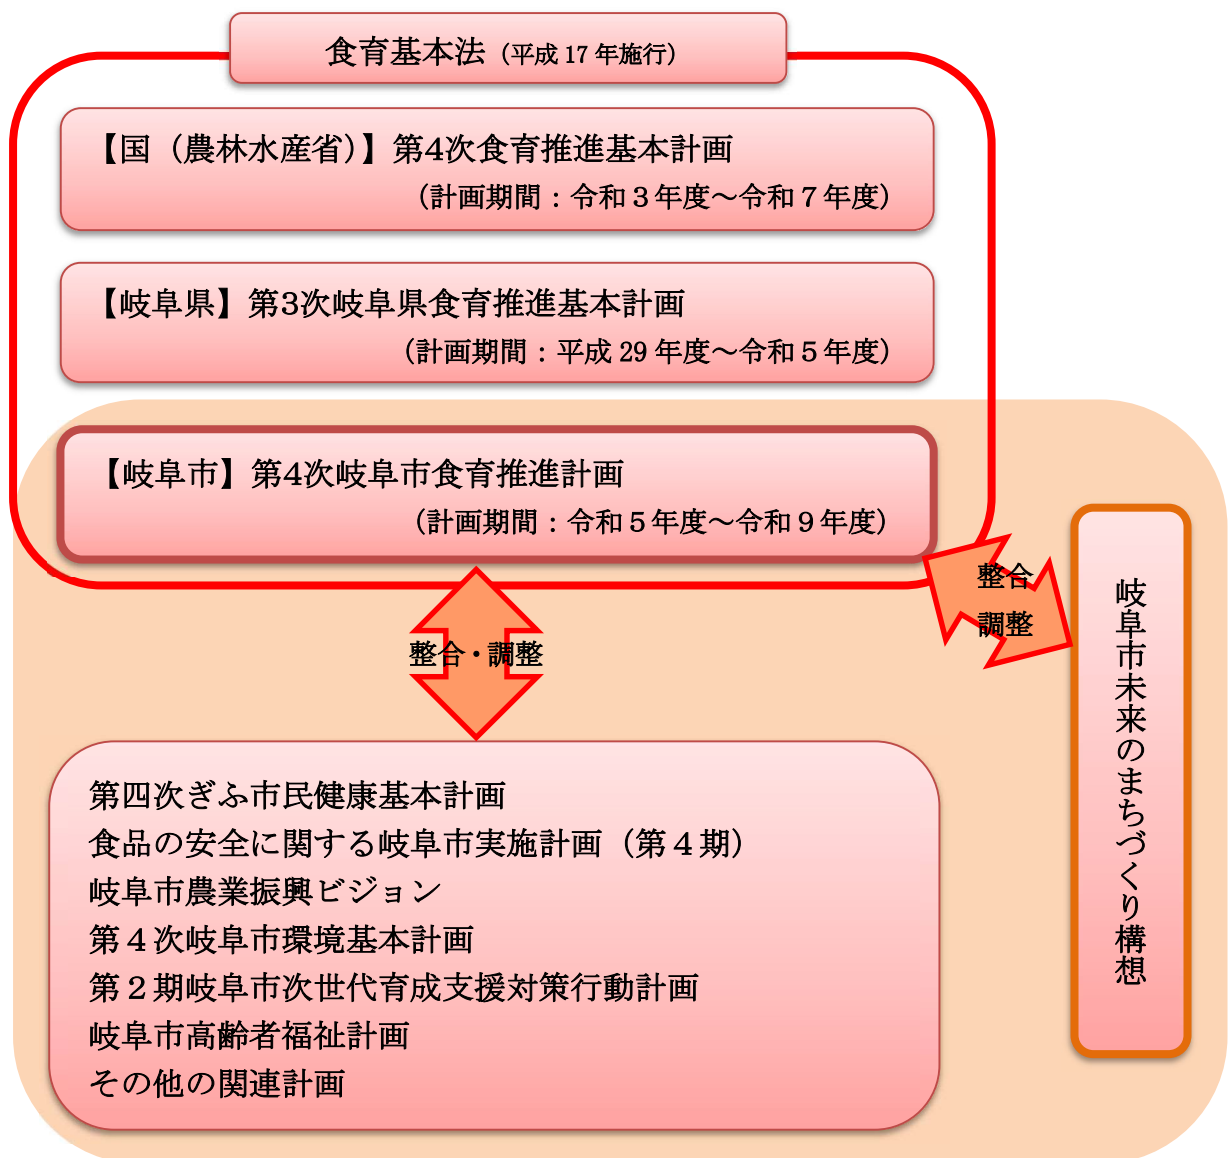 食育基本法（平成 17 年施行）
【国（農林水産省）】第4次食育推進基本計画
（計画期間：令和３年度～令和７年度）
【岐阜県】第3次岐阜県食育推進基本計画
（計画期間：平成 29 年度～令和５年度）
【岐阜市】第4次岐阜市食育推進計画
（計画期間：令和５年度～令和９年度）
整合
調整
整合・調整
岐阜市未来のまちづくり構想
第四次ぎふ市民健康基本計画
食品の安全に関する岐阜市実施計画（第４期）
岐阜市農業振興ビジョン
第４次岐阜市環境基本計画
第２期岐阜市次世代育成支援対策行動計画
岐阜市高齢者福祉計画
その他の関連計画